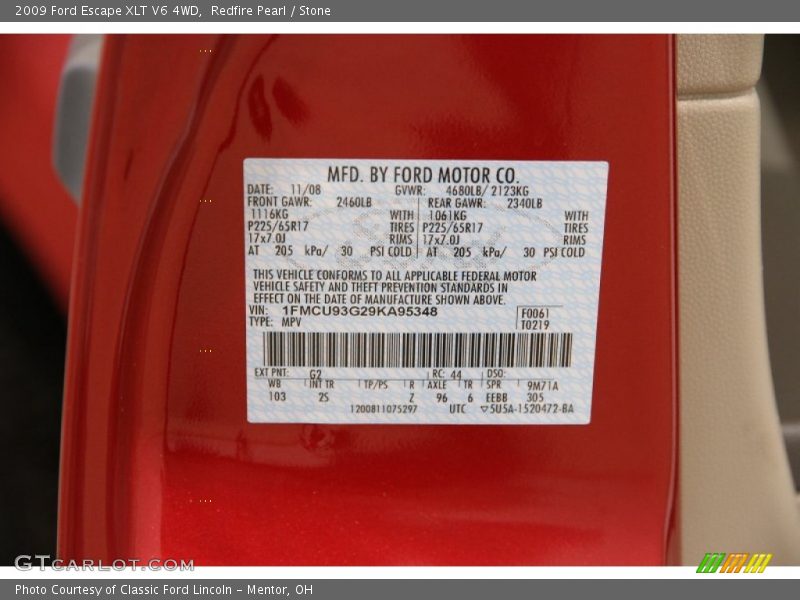 2009 Ford Escape XLT V6 4WD, Redfire Pearl / Stone
MFD. BY FORD MOTOR CO.
DATE: 11/08 GVWR: 4680LB/ 2123KG
FRONT GAWR: 2460LB REAR GAWR: 2340LB
1116KG WITH 1061KG WITH
P225/65R17 TIRES P225/65R17 TIRES
17x7.0J RIMS 17x7.0J RIMS
AT 205 kPa/ 30 PSI COLD AT 205 kPa/ 30 PSI COLD
THIS VEHICLE CONFORMS TO ALL APPLICABLE FEDERAL MOTOR
VEHICLE SAFETY AND THEFT PREVENTION STANDARDS IN
EFFECT ON THE DATE OF MANUFACTURE SHOWN ABOVE.
VIN: 1FMCU93G29KA95348 F0061
TYPE: MPV T0219
EXT PNT: G2 RC: 44 DSO:
WB INT TR TP/PS R AXLE TR SPR 9M71A
103 2S Z 96 6 EEBB 305
1200811075297 UTC ▽5U5A-1520472-BA
GTCARLOT.COM
Photo Courtesy of Classic Ford Lincoln - Mentor, OH